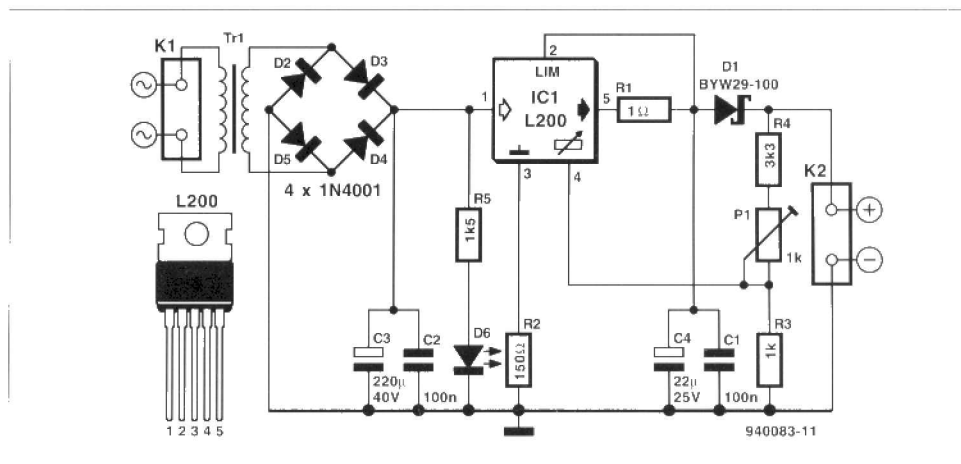 K1
Tr1
D2
D3
D5
D4
4 x 1N4001
L200
1 2 3 4 5
C3
220µ
40V
C2
100n
R5
1k5
D6
R2
150Ω
2
LIM
IC1
L200
1
5
3
4
R1
1Ω
D1
BYW29-100
R4
3k3
P1
1k
K2
+
−
C4
22µ
25V
C1
100n
R3
1k
940083-11